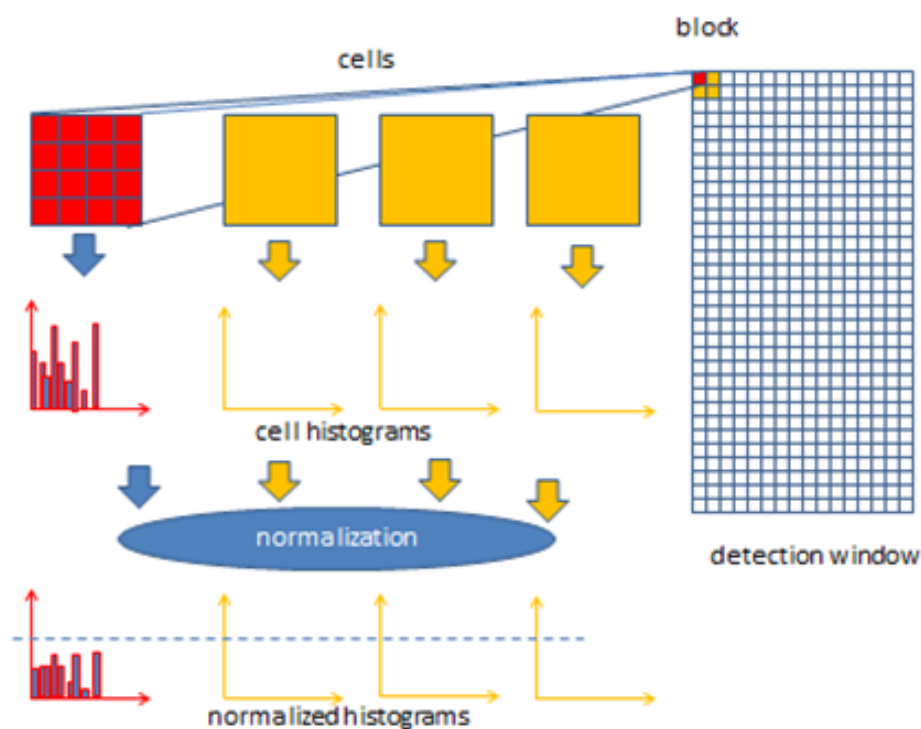 block
cells
cell histograms
normalization
detection window
normalized histograms